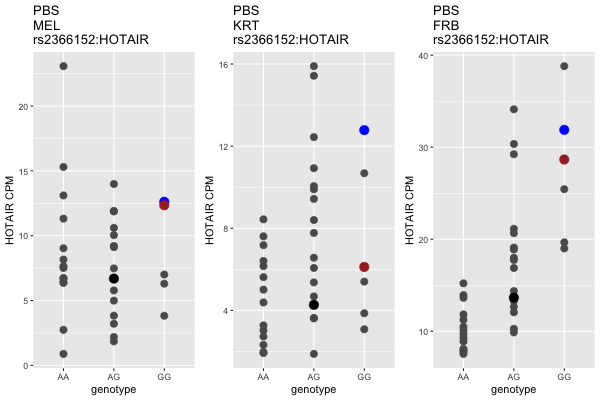 PBS
MEL
rs2366152:HOTAIR
HOTAIR CPM
20
15
10
5
0
AA AG GG
genotype
PBS
KRT
rs2366152:HOTAIR
HOTAIR CPM
16
12
8
4
AA AG GG
genotype
PBS
FRB
rs2366152:HOTAIR
HOTAIR CPM
40
30
20
10
AA AG GG
genotype